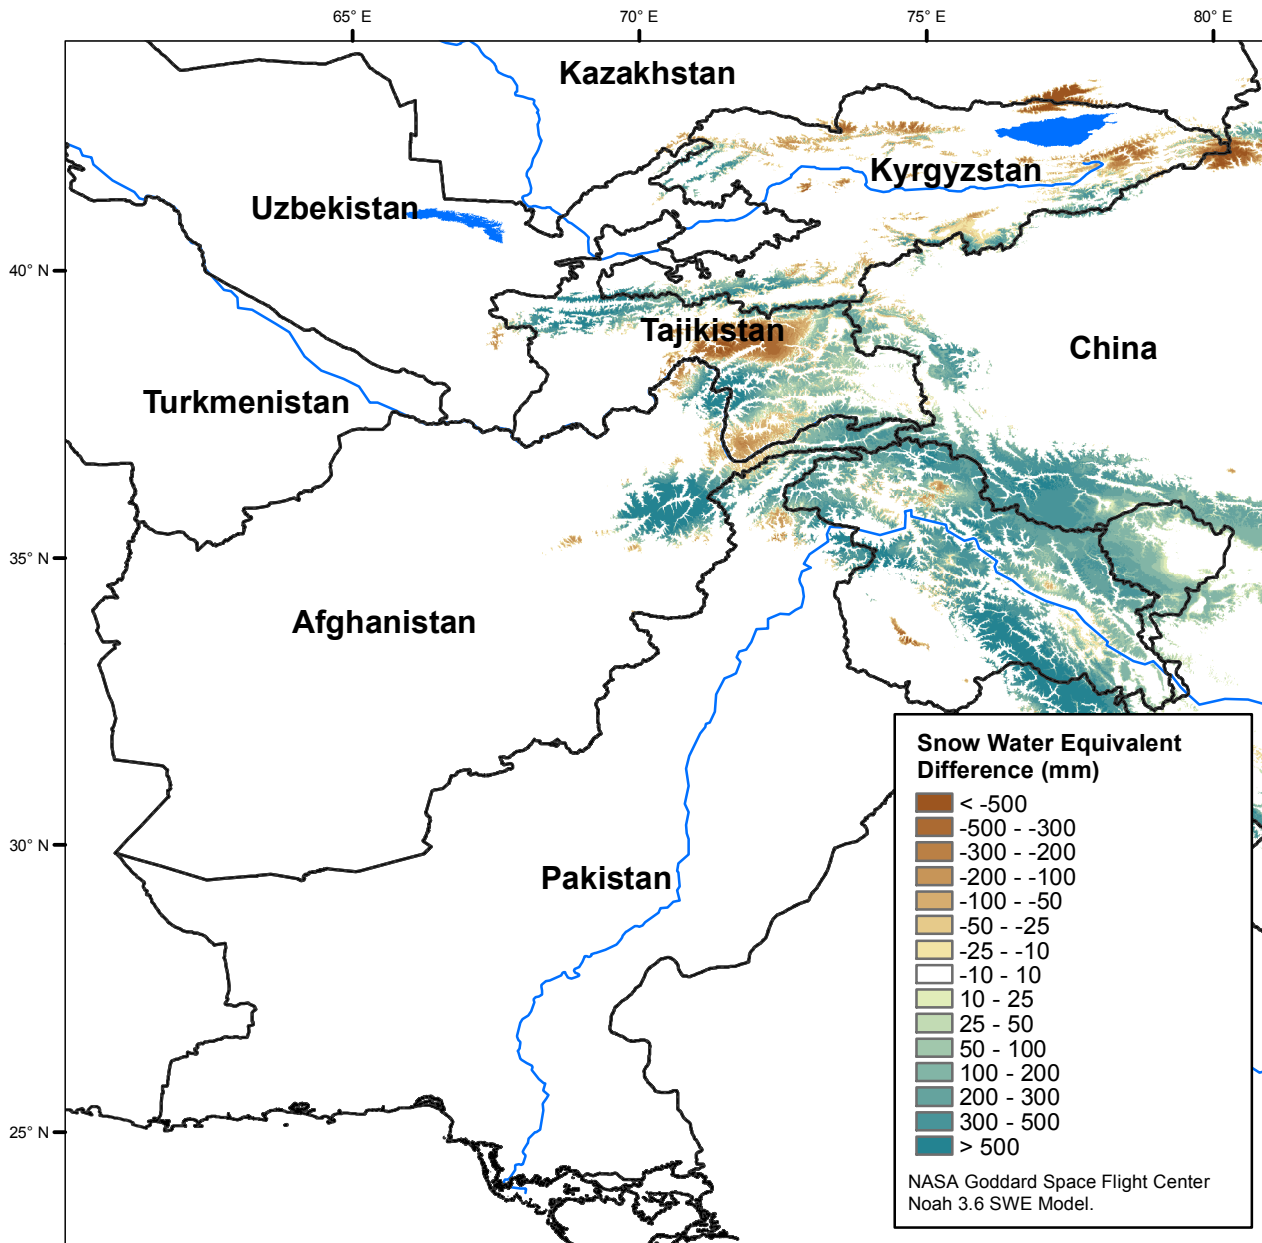 65° E
70° E
75° E
80° E
Kazakhstan
Kyrgyzstan
Uzbekistan
40° N
Tajikistan
China
Turkmenistan
35° N
Afghanistan
Snow Water Equivalent
Difference (mm)
< -500
-500 - -300
-300 - -200
-200 - -100
-100 - -50
-50 - -25
-25 - -10
-10 - 10
10 - 25
25 - 50
50 - 100
100 - 200
200 - 300
300 - 500
> 500
NASA Goddard Space Flight Center
Noah 3.6 SWE Model.
30° N
Pakistan
25° N